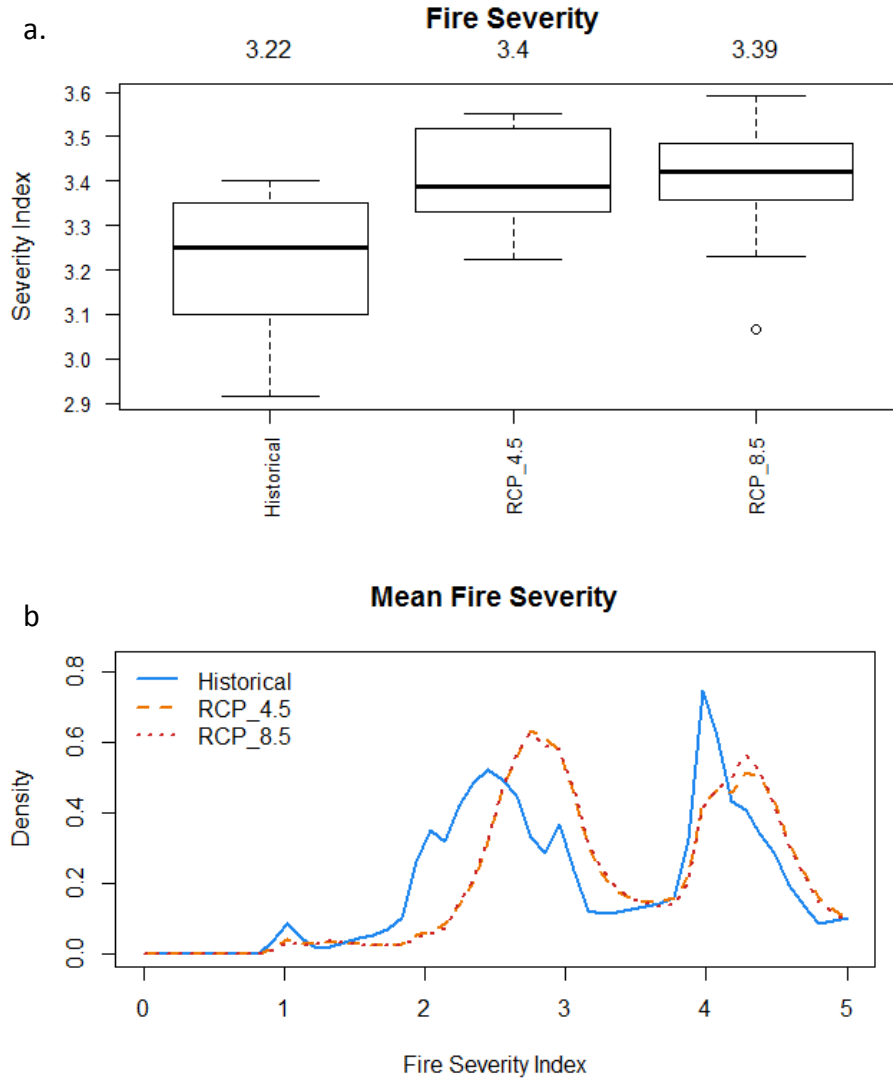 a.
Fire Severity
3.22 3.4 3.39
Severity Index
3.6
3.5
3.4
3.3
3.2
3.1
3.0
2.9
Historical RCP_4.5 RCP_8.5
b
Mean Fire Severity
Density
0.8
0.6
0.4
0.2
0.0
Historical
RCP_4.5
RCP_8.5
0 1 2 3 4 5
Fire Severity Index